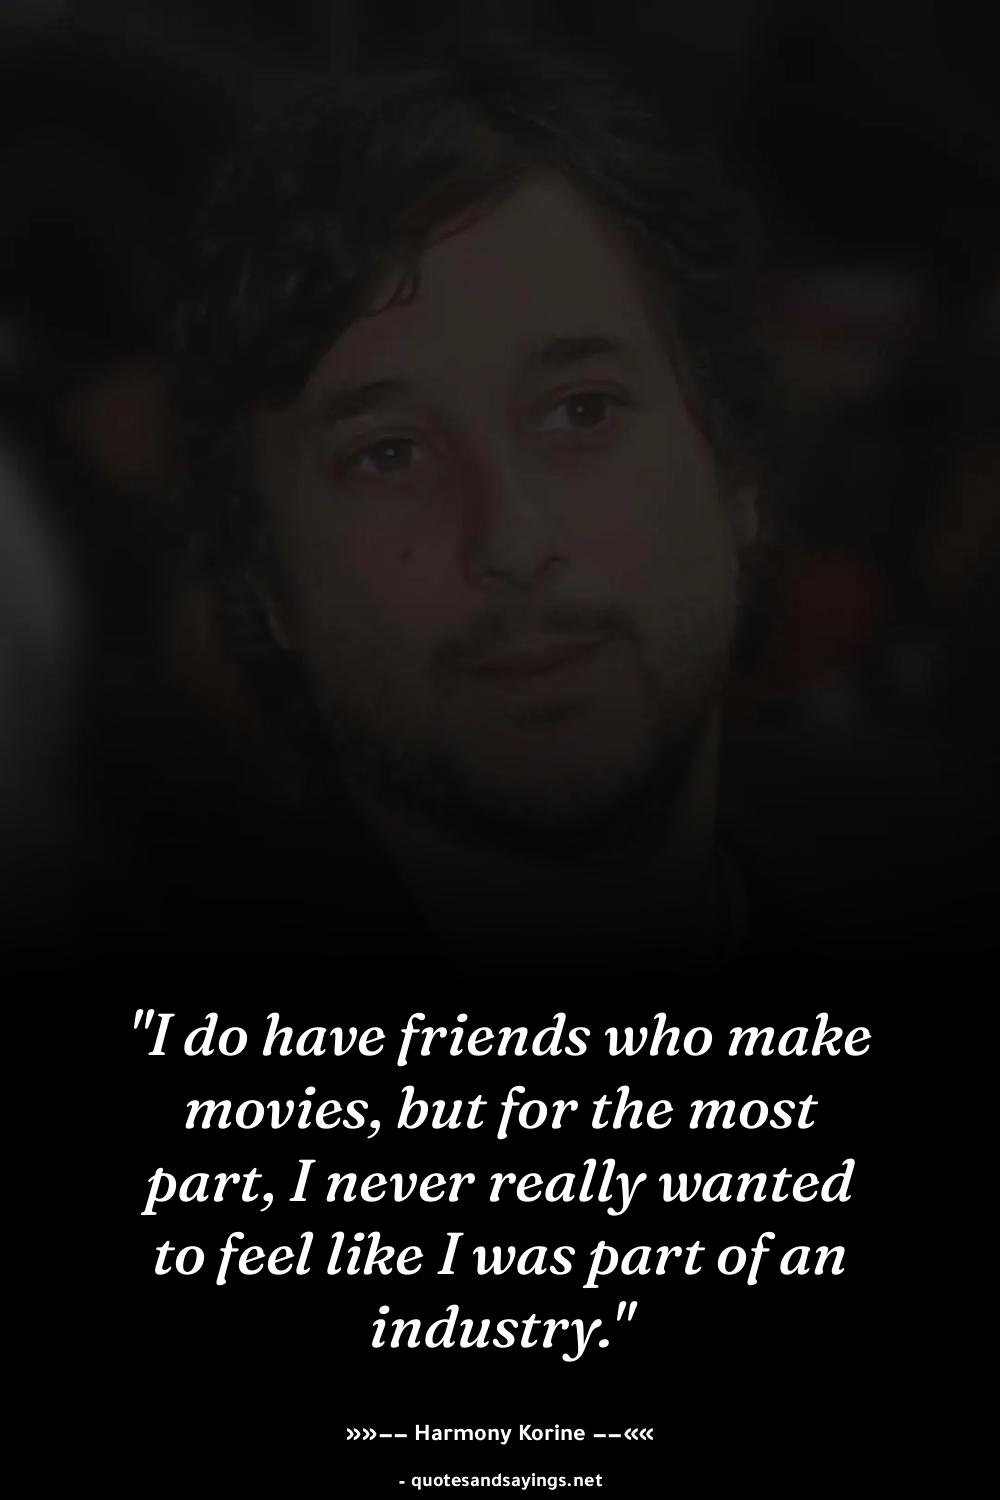 "I do have friends who make
movies, but for the most
part, I never really wanted
to feel like I was part of an
industry."
»»−− Harmony Korine −−««
- quotesandsayings.net